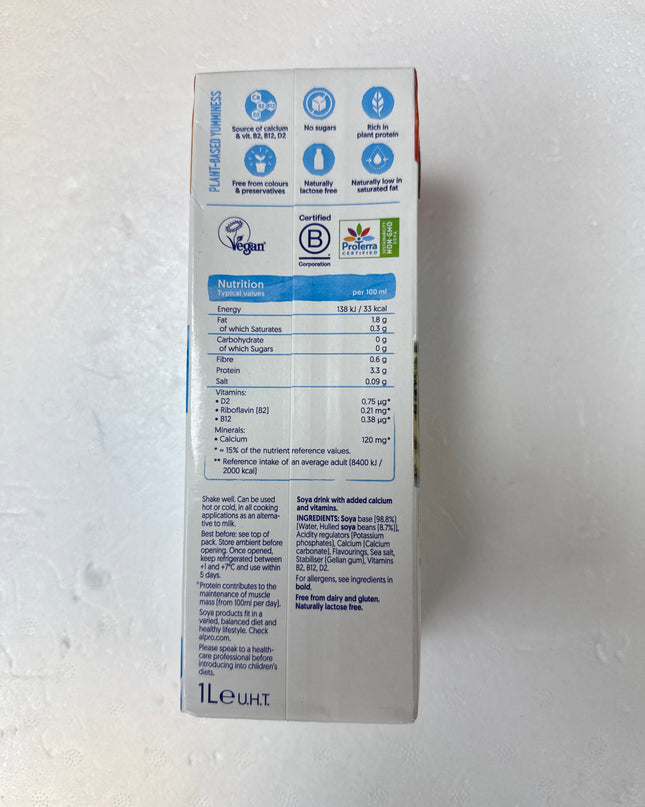 PLANT-BASED YUMMINESS
Ca
B2 B12
D2
Source of calcium
& vit. B2, B12, D2
No sugars
Rich in
plant protein
Free from colours
& preservatives
Naturally
lactose free
Naturally low in
saturated fat
Vegan
Certified
B
Corporation
ProTerra
CERTIFIED
SUSTAINABILITY
NON-GMO
SOYA
Nutrition
Typical values per 100 ml
Energy 138 kJ / 33 kcal
Fat 1.8 g
of which Saturates 0.3 g
Carbohydrate 0 g
of which Sugars 0 g
Fibre 0.6 g
Protein 3.3 g
Salt 0.09 g
Vitamins:
• D2 0.75 µg*
• Riboflavin (B2) 0.21 mg*
• B12 0.38 µg*
Minerals:
• Calcium 120 mg*
* = 15% of the nutrient reference values.
** Reference intake of an average adult (8400 kJ /
2000 kcal)
Shake well. Can be used
hot or cold, in all cooking
applications as an alterna-
tive to milk.
Best before: see top of
pack. Store ambient before
opening. Once opened,
keep refrigerated between
+1 and +7°C and use within
5 days.
*Protein contributes to the
maintenance of muscle
mass (from 100ml per day).
Soya products fit in a
varied, balanced diet and
healthy lifestyle. Check
alpro.com.
Please speak to a health-
care professional before
introducing into children's
diets.
1L e U.H.T.
Soya drink with added calcium
and vitamins.
INGREDIENTS: Soya base (98.8%)
(Water, Hulled soya beans (8.7%)),
Acidity regulators (Potassium
phosphates), Calcium (Calcium
carbonate), Flavourings, Sea salt,
Stabiliser (Gellan gum), Vitamins
B2, B12, D2.
For allergens, see ingredients in
bold.
Free from dairy and gluten.
Naturally lactose free.